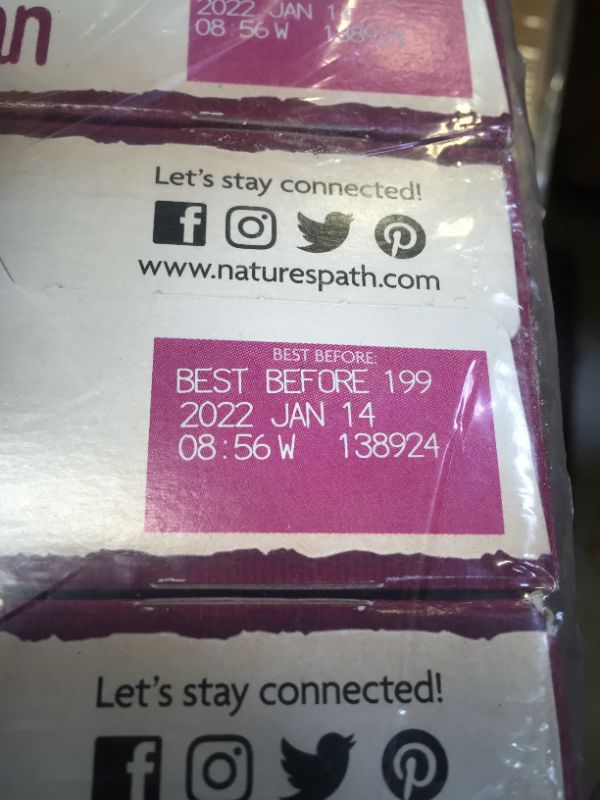 n
2022 JAN 14
08:56 W 138924
Let's stay connected!
www.naturespath.com
BEST BEFORE:
BEST BEFORE 199
2022 JAN 14
08:56 W 138924
Let's stay connected!